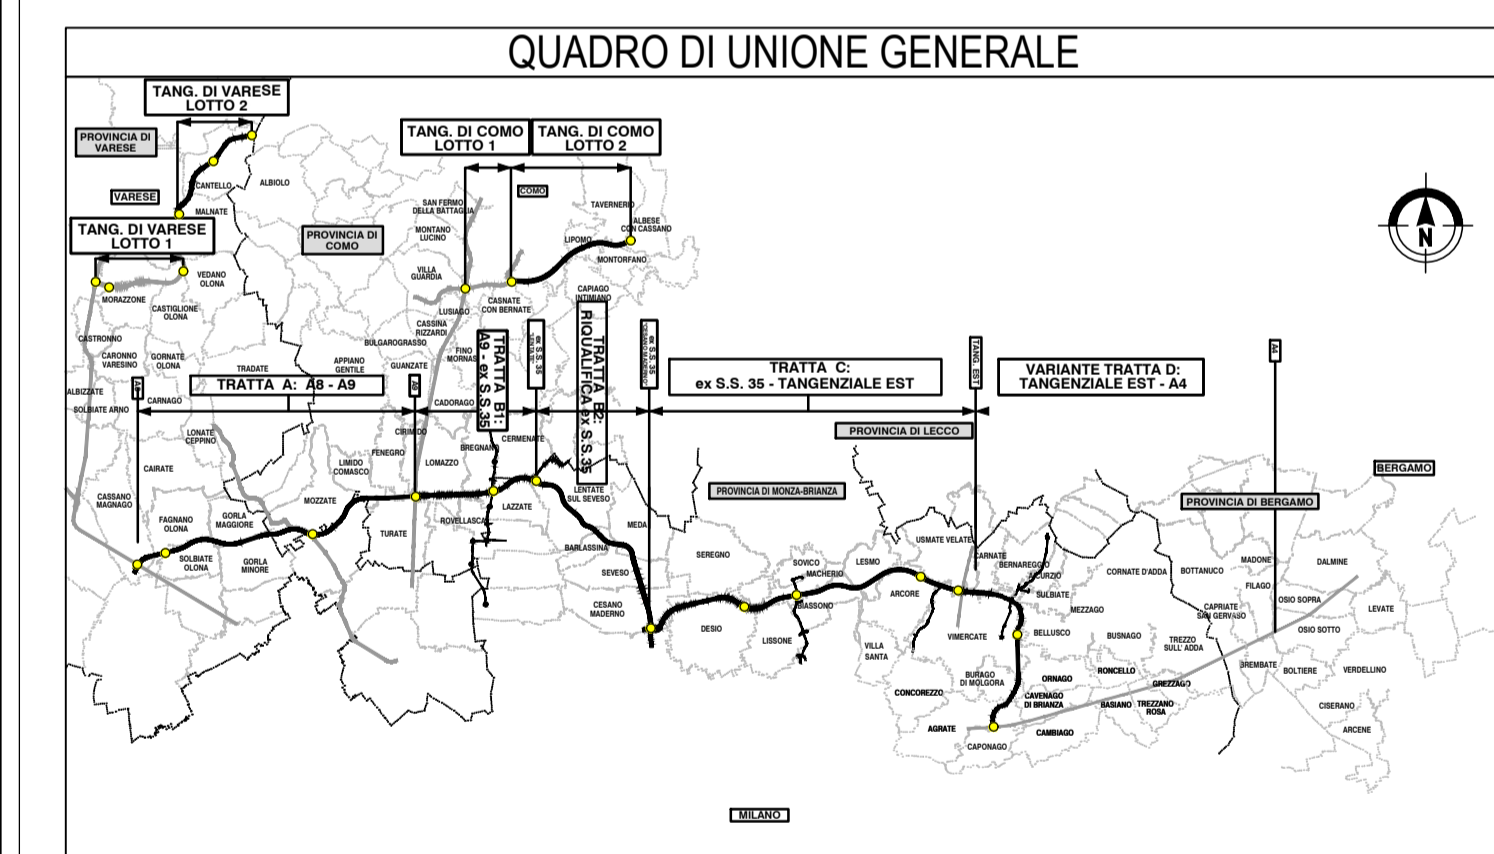 QUADRO DI UNIONE GENERALE
TANG. DI VARESE
LOTTO 2
PROVINCIA DI
VARESE
VARESE
CANTELLO
ALBIOLO
MALNATE
TANG. DI VARESE
LOTTO 1
PROVINCIA DI
COMO
VEDANO
OLONA
MORAZZONE
CASTIGLIONE
OLONA
TANG. DI COMO
LOTTO 1
TANG. DI COMO
LOTTO 2
COMO
SAN FERMO
DELLA BATTAGLIA
MONTANO
LUCINO
TAVERNERIO
ALBESE
CON CASSANO
LIPOMO
MONTORFANO
VILLA
GUARDIA
CAPIAGO
INTIMIANO
CASNATE
CON BERNATE
LUSIAGO
CASSINA
RIZZARDI
BULGAROGRASSO
FINO
MORNAS
GUANZATE
CASTRONNO
CARONNO
VARESINO
GORNATE
OLONA
TRADATE
APPIANO
GENTILE
ALBIZZATE
SOLBIATE ARNO
CARNAGO
TRATTA A: A8 - A9
A9
CADORAGO
TRATTA B1:
A9 - ex S.S.35
ex S.S. 35
TRATTA B2:
RIQUALIFICA ex S.S.35
ex S.S. 35
"CESANO MADERNO"
TRATTA C:
ex S.S. 35 - TANGENZIALE EST
TANG. EST
VARIANTE TRATTA D:
TANGENZIALE EST - A4
A4
PROVINCIA DI LECCO
PROVINCIA DI MONZA-BRIANZA
BERGAMO
PROVINCIA DI BERGAMO
N
LONATE
CEPPINO
CAIRATE
CASSANO
MAGNAGO
FAGNANO
OLONA
GORLA
MAGGIORE
SOLBIATE
OLONA
GORLA
MINORE
MOZZATE
LIMIDO
COMASCO
FENEGRO
CIRIMIDO
LOMAZZO
BREGNANO
CERMENATE
TURATE
ROVELLASCA
LAZZATE
LENTATE
SUL SEVESO
MEDA
BARLASSINA
SEVESO
CESANO
MADERNO
SEREGNO
DESIO
LISSONE
SOVICO
MACHERIO
BIASSONO
LESMO
ARCORE
VILLA
SANTA
USMATE VELATE
CARNATE
BERNAREGGIO
SULBIATE
MEZZAGO
VIMERCATE
BELLUSCO
BURAGO
DI MOLGORA
ORNAGO
CAVENAGO
DI BRIANZA
CONCOREZZO
AGRATE
CAPONAGO
CAMBIAGO
CORNATE D'ADDA
BUSNAGO
RONCELLO
BASIANO
TREZZANO
ROSA
GREZZAGO
TREZZO
SULL' ADDA
BOTTANUCO
MADONE
FILAGO
CAPRIATE
SAN GERVASO
DALMINE
OSIO SOPRA
OSIO SOTTO
LEVATE
BREMBATE
BOLTIERE
VERDELLINO
CISERANO
ARCENE
MILANO